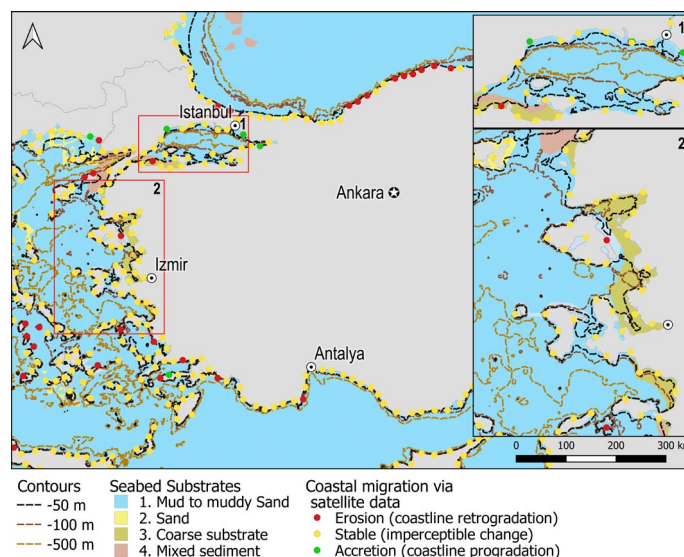 1
Istanbul
1
2
2
Ankara
Izmir
Antalya
0 100 200 300 km
Contours
-50 m
-100 m
-500 m
Seabed Substrates
1. Mud to muddy Sand
2. Sand
3. Coarse substrate
4. Mixed sediment
Coastal migration via
satellite data
Erosion (coastline retrogradation)
Stable (imperceptible change)
Accretion (coastline progradation)